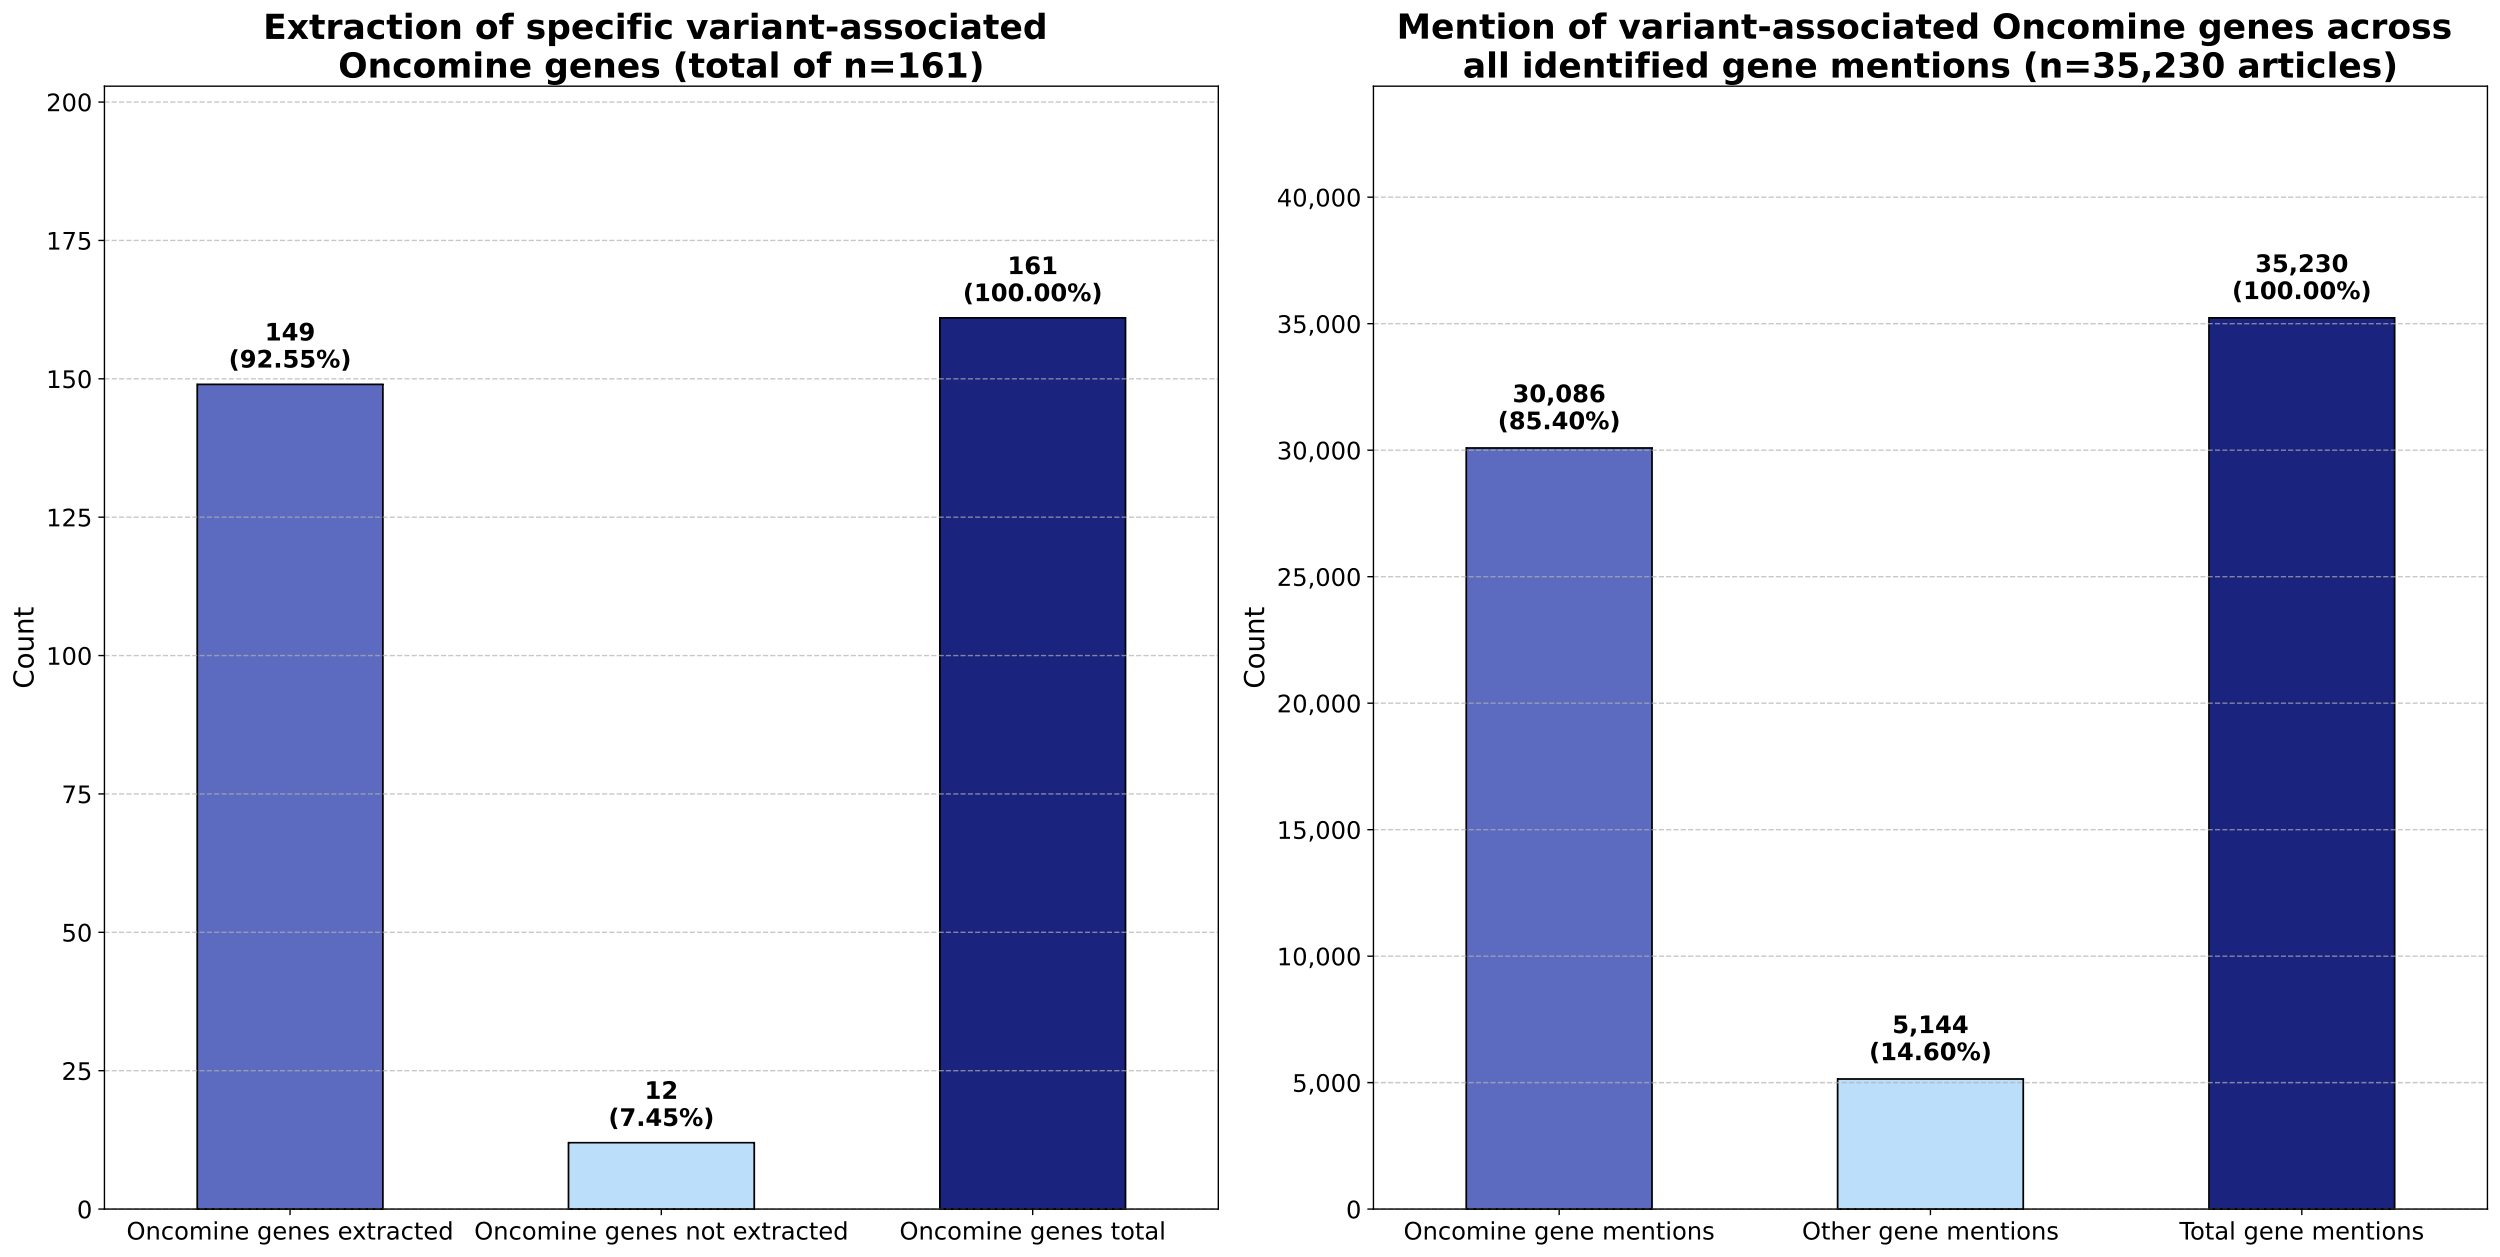 Extraction of specific variant-associated
Oncomine genes (total of n=161)
Count
200
175
150
125
100
75
50
25
0
149
(92.55%)
12
(7.45%)
161
(100.00%)
Oncomine genes extracted
Oncomine genes not extracted
Oncomine genes total
Mention of variant-associated Oncomine genes across
all identified gene mentions (n=35,230 articles)
Count
40,000
35,000
30,000
25,000
20,000
15,000
10,000
5,000
0
30,086
(85.40%)
5,144
(14.60%)
35,230
(100.00%)
Oncomine gene mentions
Other gene mentions
Total gene mentions